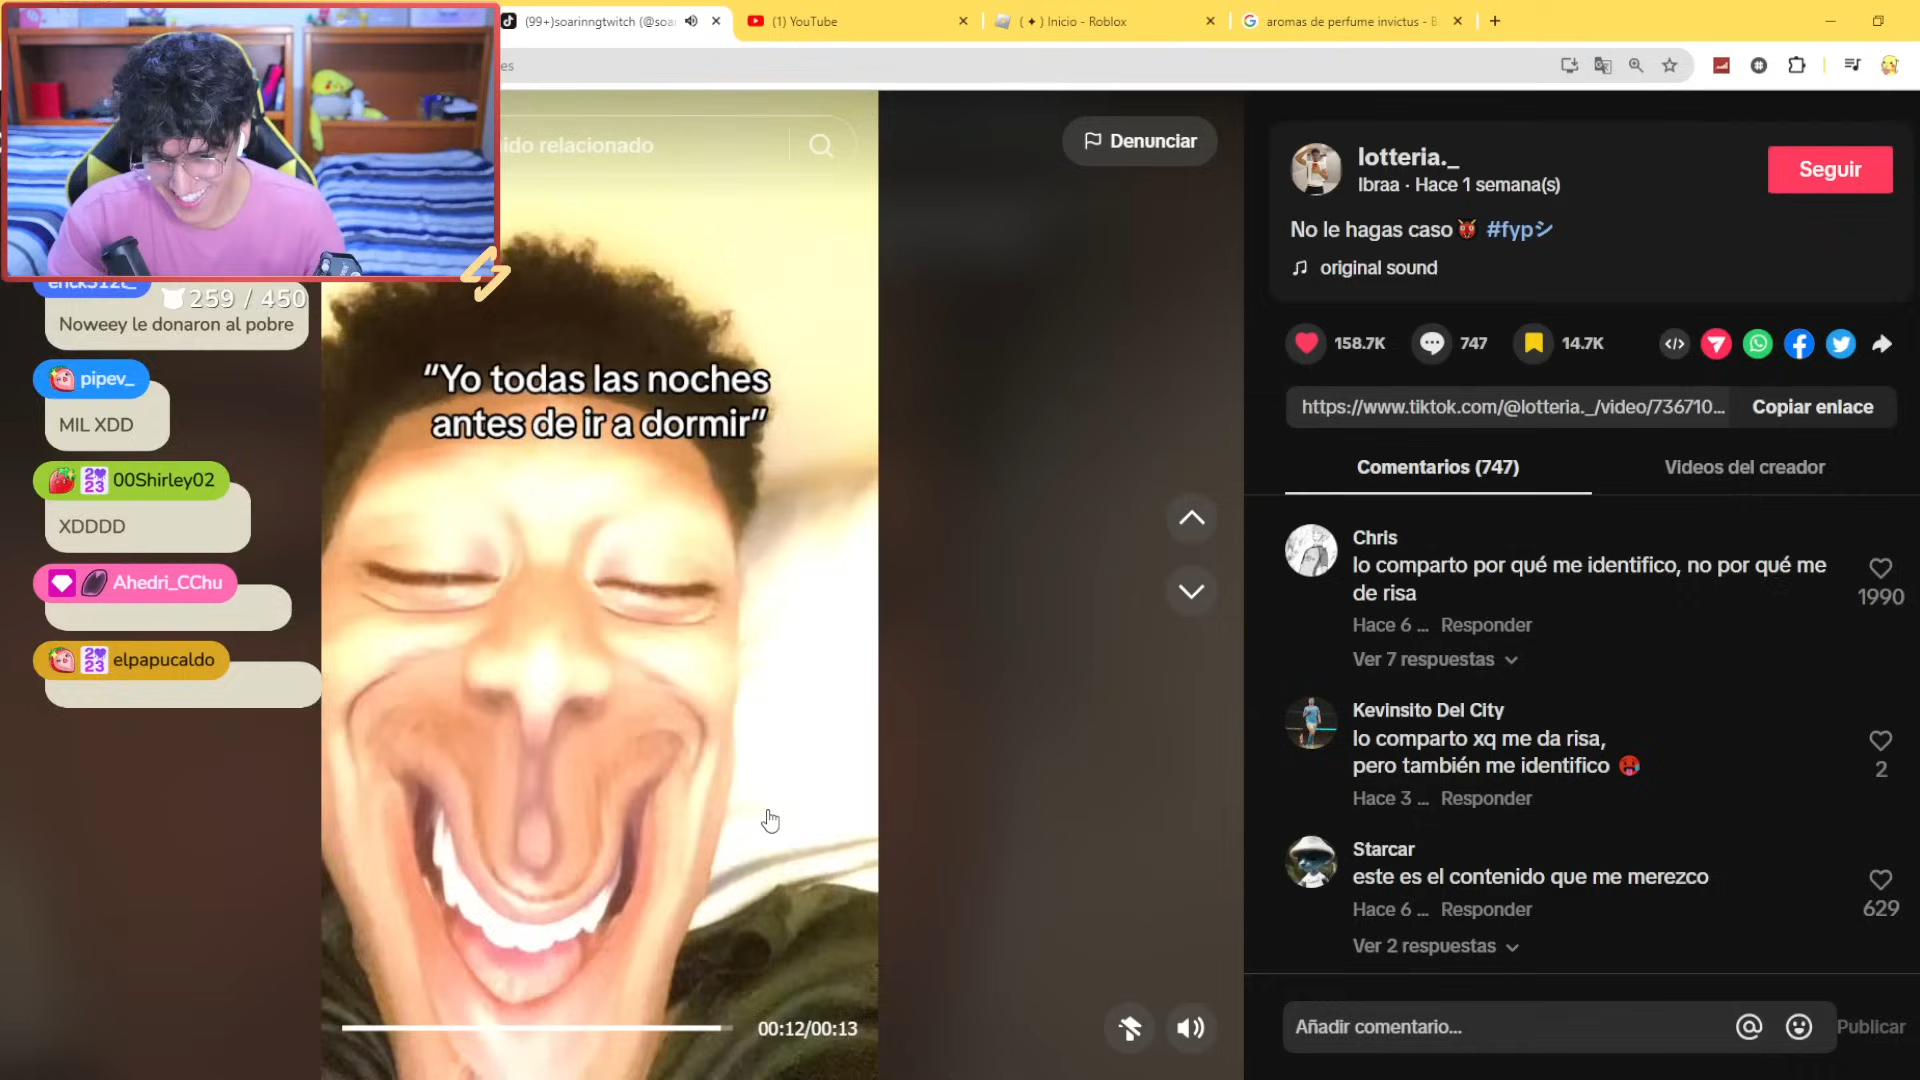 (99+)soarinngtwitch (@soar
(1) YouTube
( ✦ ) Inicio - Roblox
aromas de perfume invictus - B
es
ido relacionado
Denunciar
259 / 450
Noweey le donaron al pobre
pipev_
MIL XDD
00Shirley02
XDDDD
Ahedri_CChu
elpapucaldo
“Yo todas las noches
antes de ir a dormir”
00:12/00:13
lotteria._
Ibraa · Hace 1 semana(s)
Seguir
No le hagas caso👹 #fypシ
original sound
158.7K
747
14.7K
https://www.tiktok.com/@lotteria._/video/736710...
Copiar enlace
Comentarios (747)
Videos del creador
Chris
lo comparto por qué me identifico, no por qué me
de risa
1990
Hace 6 ... Responder
Ver 7 respuestas
Kevinsito Del City
lo comparto xq me da risa,
pero también me identifico 🥵
2
Hace 3 ... Responder
Starcar
este es el contenido que me merezco
629
Hace 6 ... Responder
Ver 2 respuestas
Añadir comentario...
Publicar